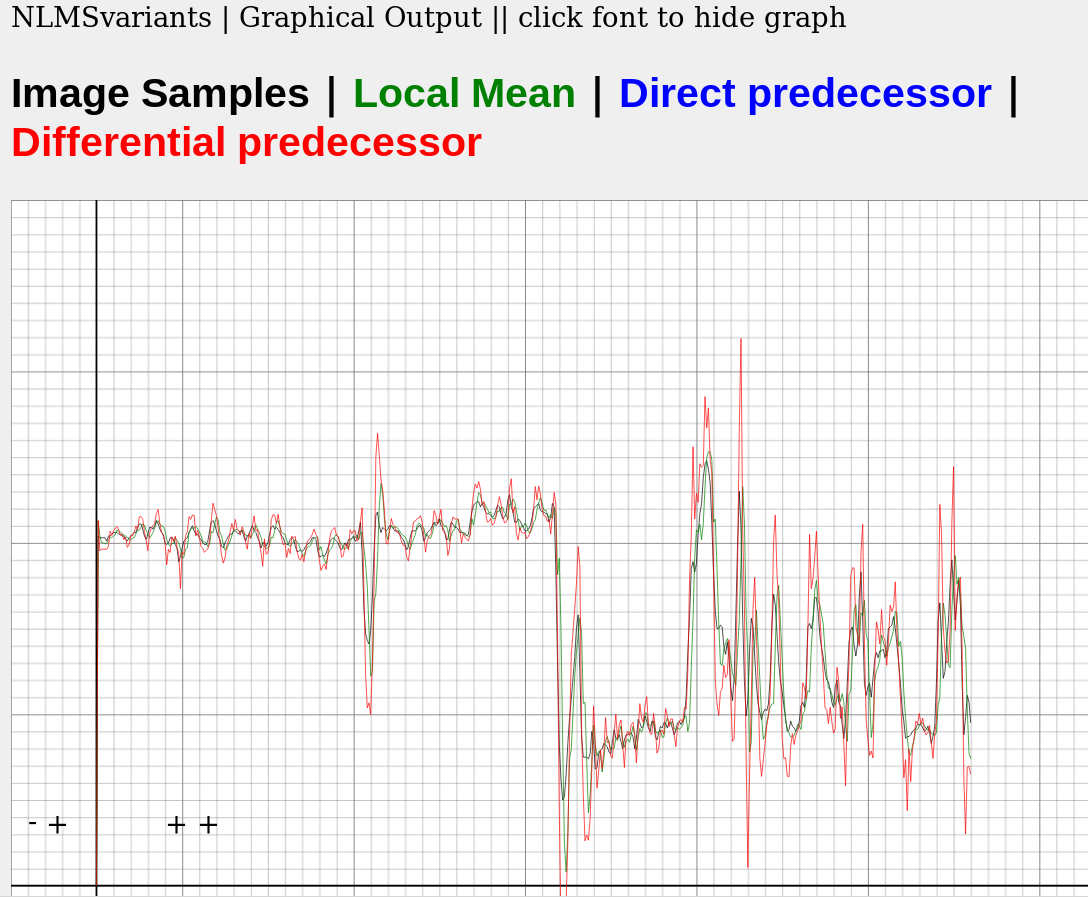 NLMSvariants | Graphical Output || click font to hide graph
Image Samples | Local Mean | Direct predecessor |
Differential predecessor
- + + +